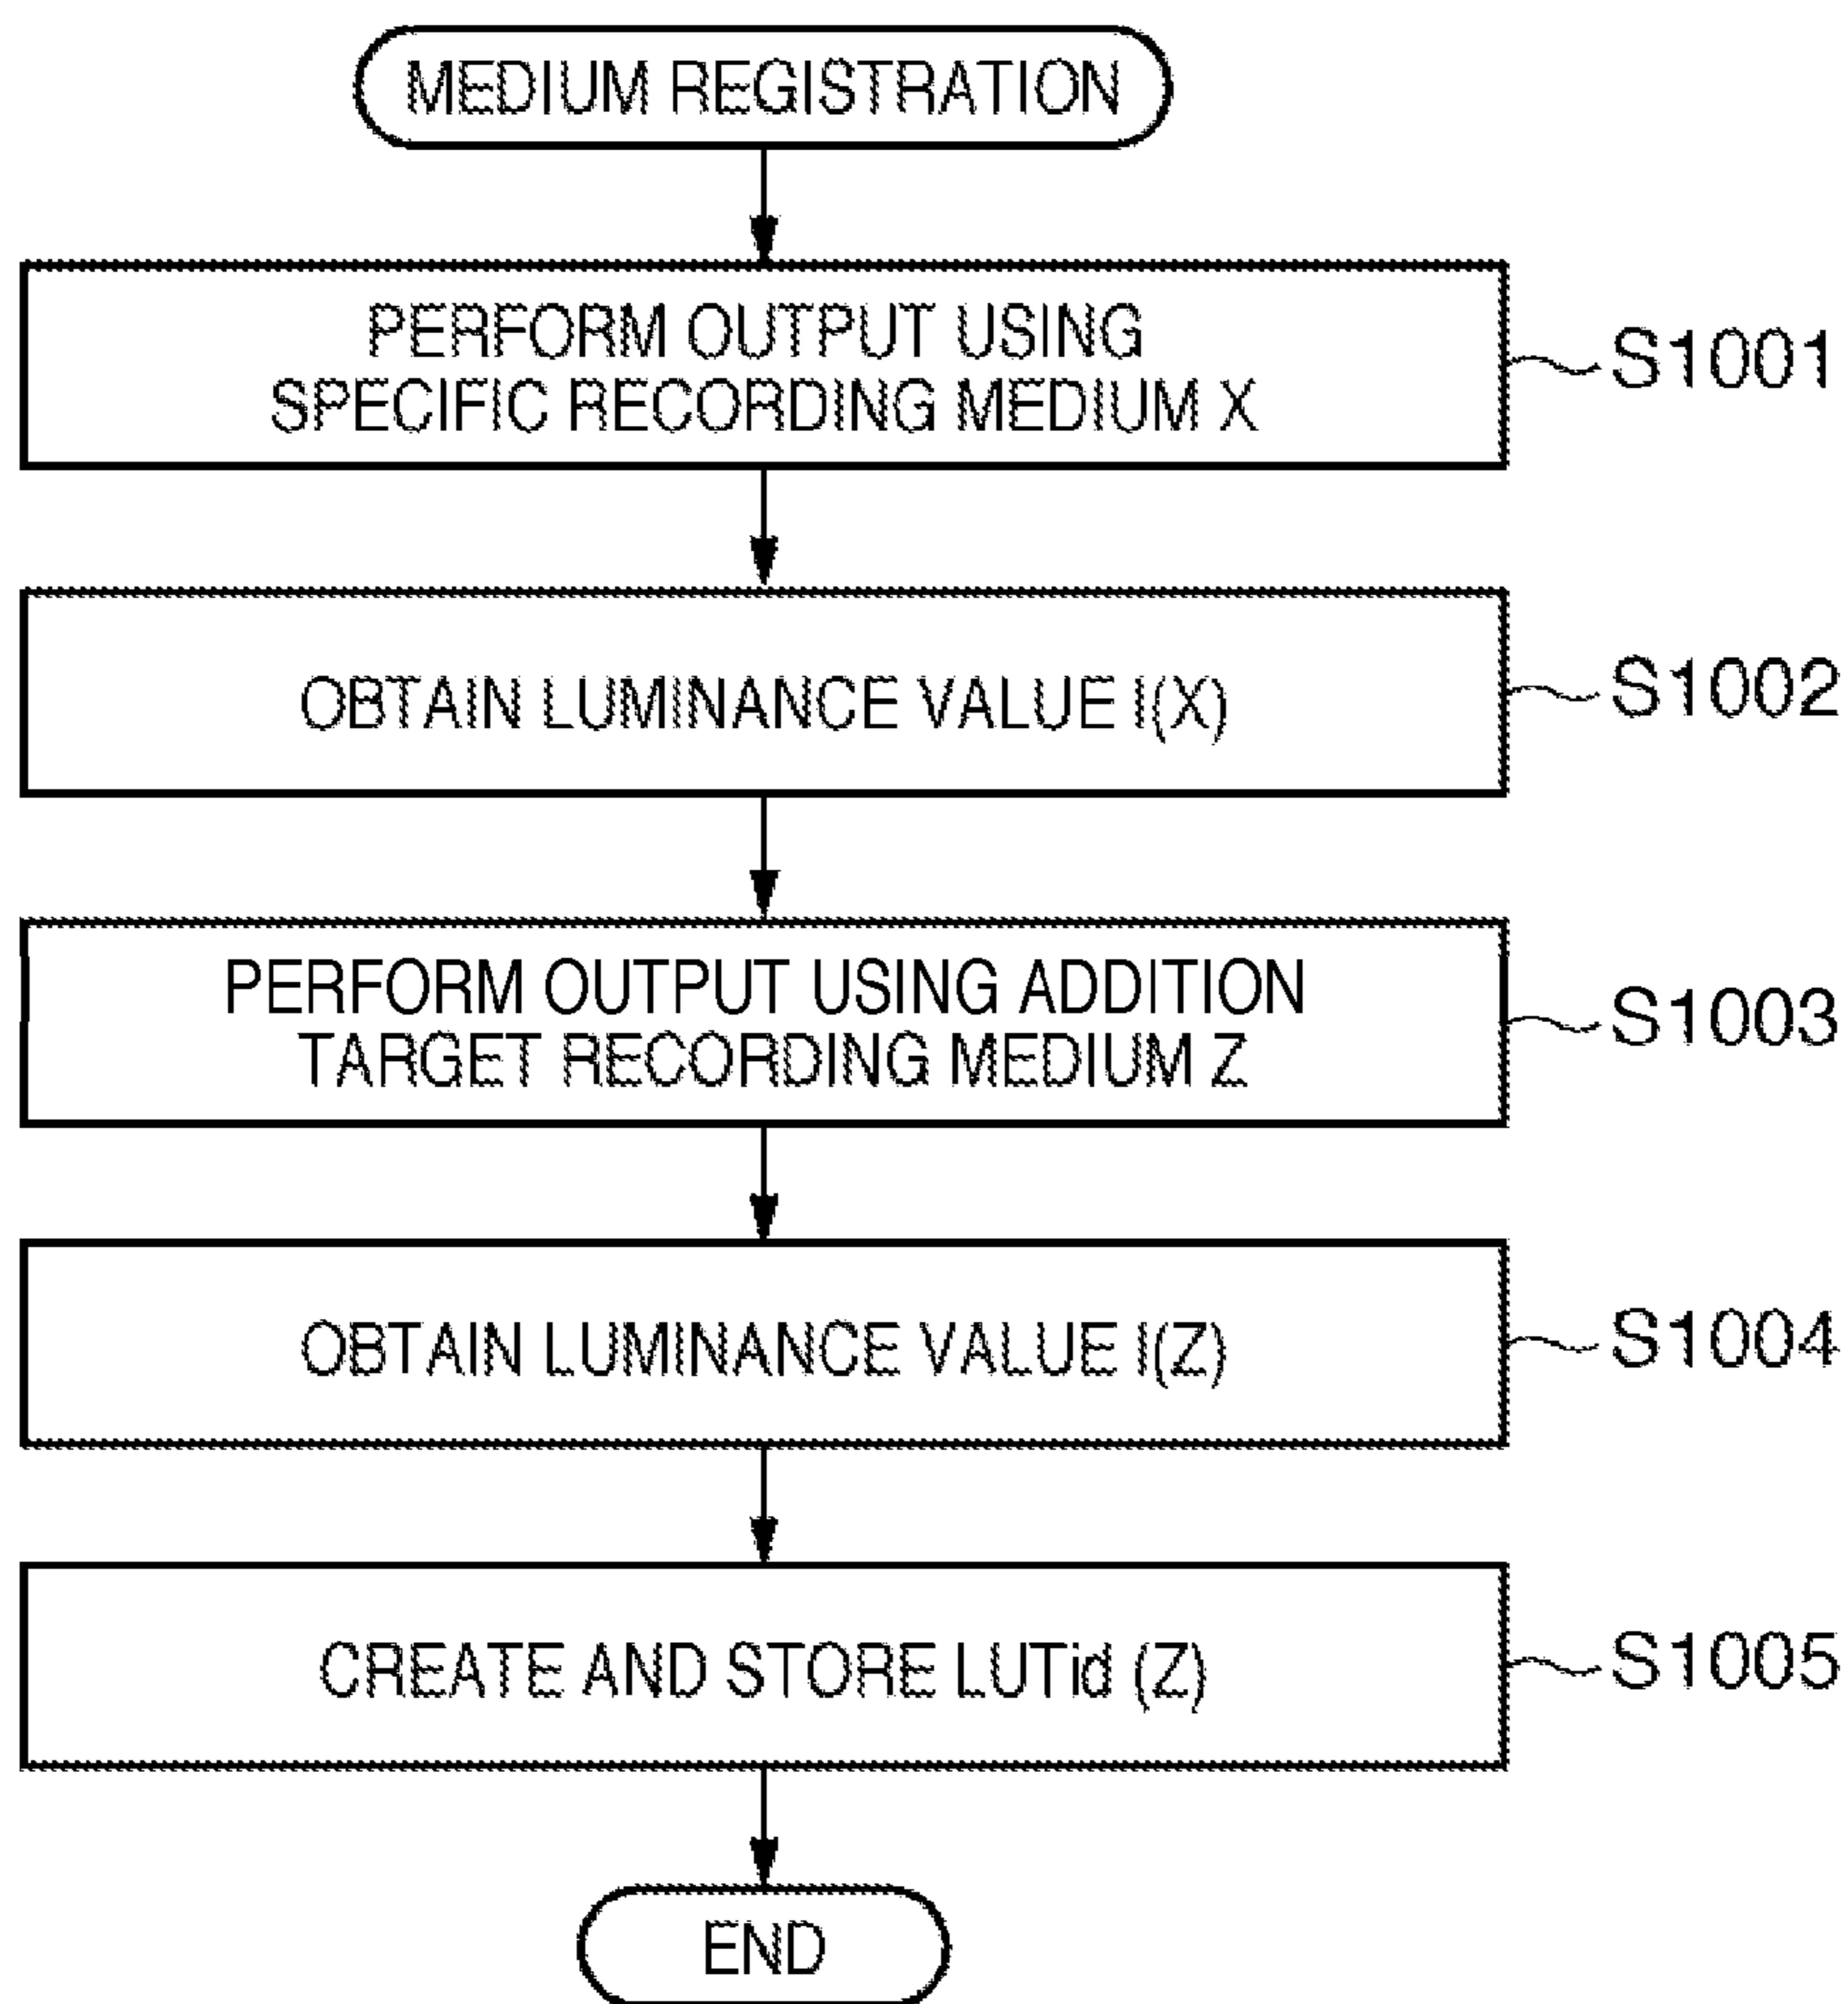 MEDIUM REGISTRATION
PERFORM OUTPUT USING
SPECIFIC RECORDING MEDIUM X
S1001
OBTAIN LUMINANCE VALUE I(X)
S1002
PERFORM OUTPUT USING ADDITION
TARGET RECORDING MEDIUM Z
S1003
OBTAIN LUMINANCE VALUE I(Z)
S1004
CREATE AND STORE LUTid (Z)
S1005
END